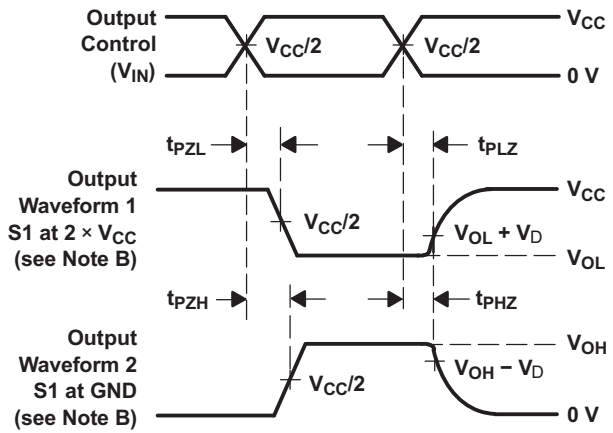 Output
Control
(VIN)
VCC/2
VCC/2
VCC
0 V
tPZL
tPLZ
Output
Waveform 1
S1 at 2 × VCC
(see Note B)
VCC/2
VCC
VOL + VD
VOL
tPZH
tPHZ
Output
Waveform 2
S1 at GND
(see Note B)
VCC/2
VOH
VOH − VD
0 V